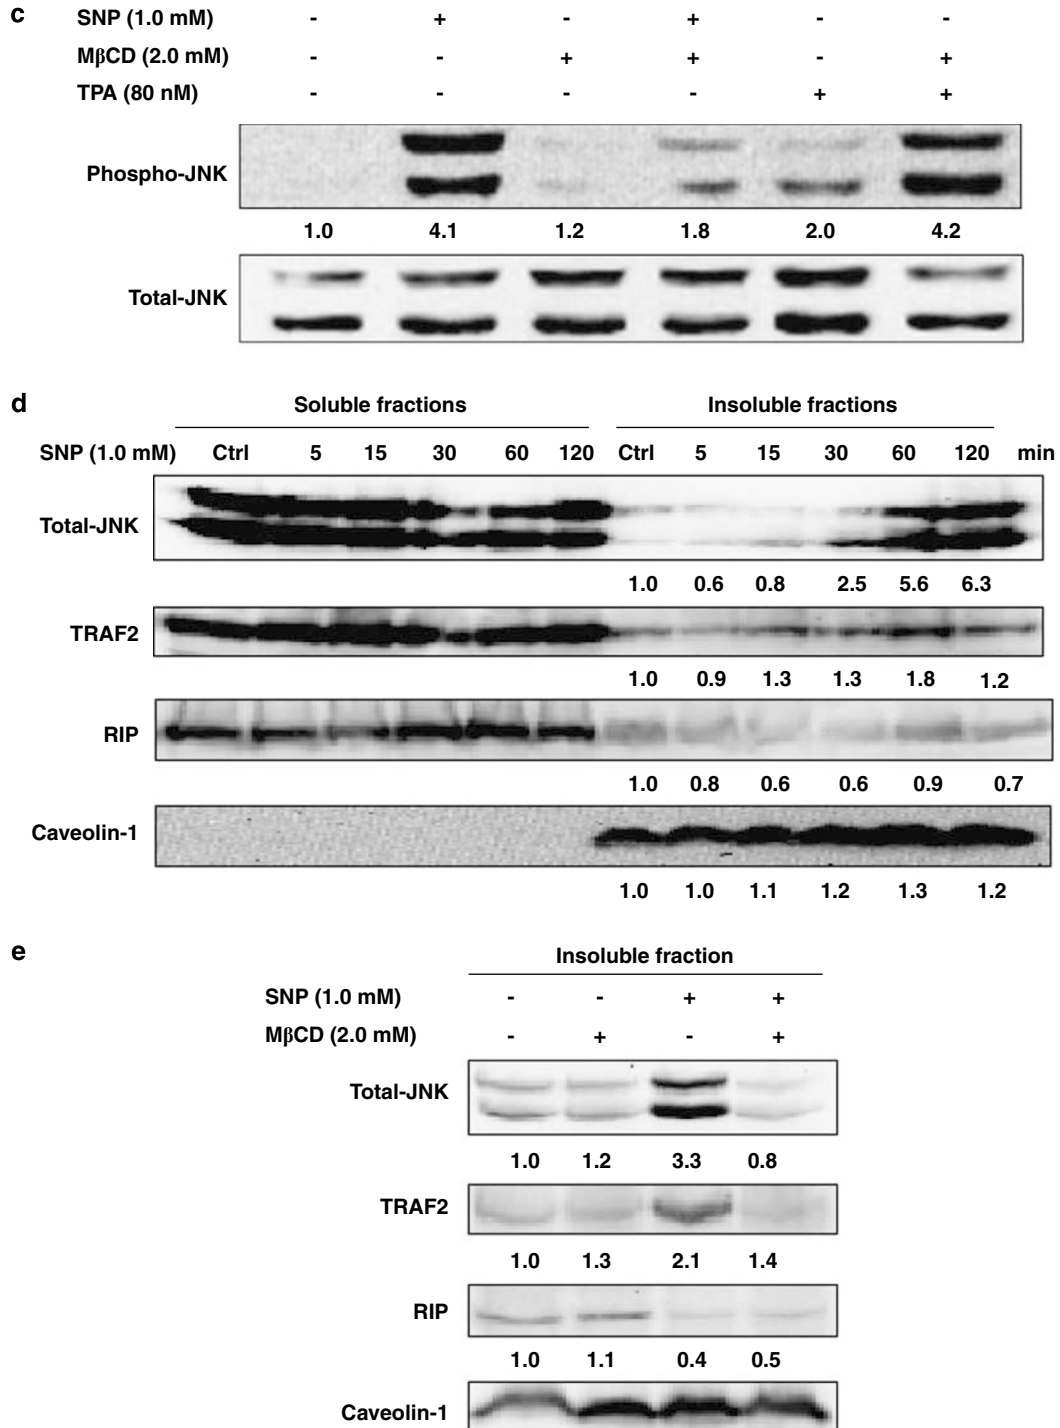 c
SNP (1.0 mM) - + - + - -
MβCD (2.0 mM) - - + + - +
TPA (80 nM) - - - - + +
Phospho-JNK
1.0 4.1 1.2 1.8 2.0 4.2
Total-JNK
d
Soluble fractions Insoluble fractions
SNP (1.0 mM) Ctrl 5 15 30 60 120 Ctrl 5 15 30 60 120 min
Total-JNK
1.0 0.6 0.8 2.5 5.6 6.3
TRAF2
1.0 0.9 1.3 1.3 1.8 1.2
RIP
1.0 0.8 0.6 0.6 0.9 0.7
Caveolin-1
1.0 1.0 1.1 1.2 1.3 1.2
e
Insoluble fraction
SNP (1.0 mM) - - + +
MβCD (2.0 mM) - + - +
Total-JNK
1.0 1.2 3.3 0.8
TRAF2
1.0 1.3 2.1 1.4
RIP
1.0 1.1 0.4 0.5
Caveolin-1